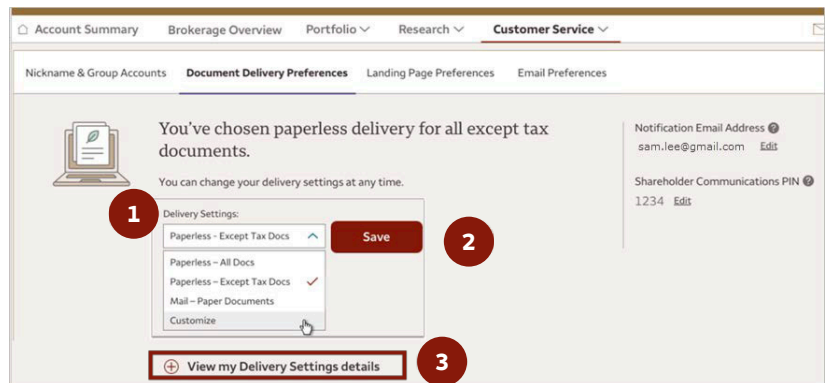 Account Summary Brokerage Overview Portfolio Research Customer Service
Nickname & Group Accounts Document Delivery Preferences Landing Page Preferences Email Preferences
You've chosen paperless delivery for all except tax
documents.
You can change your delivery settings at any time.
Notification Email Address ?
sam.lee@gmail.com Edit
Shareholder Communications PIN ?
1234 Edit
1
Delivery Settings:
Paperless - Except Tax Docs
Save
2
Paperless – All Docs
Paperless – Except Tax Docs
Mail – Paper Documents
Customize
View my Delivery Settings details
3